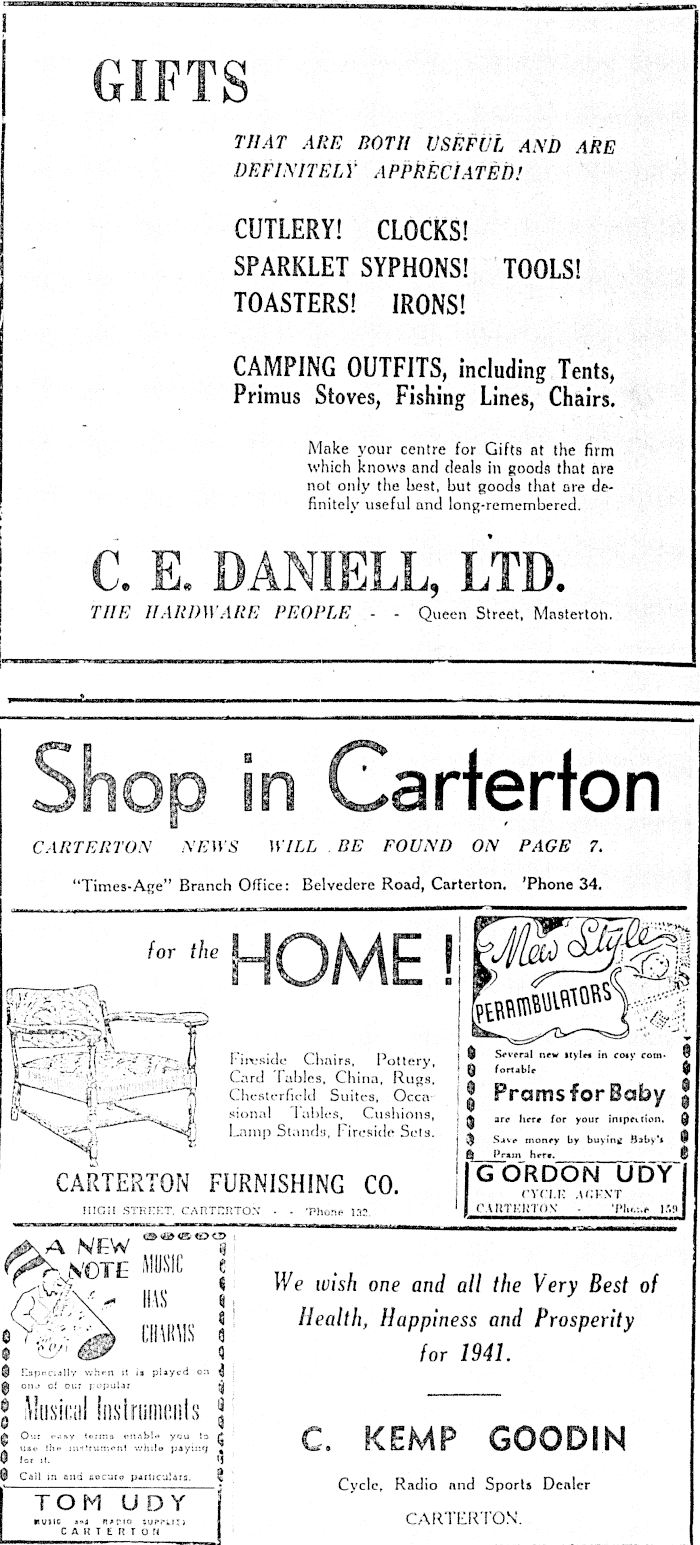 GIFTS
THAT ARE BOTH USEFUL AND ARE
DEFINITELY APPRECIATED!
CUTLERY! CLOCKS!
SPARKLET SYPHONS! TOOLS!
TOASTERS! IRONS!
CAMPING OUTFITS, including Tents,
Primus Stoves, Fishing Lines, Chairs.
Make your centre for Gifts at the firm
which knows and deals in goods that are
not only the best, but goods that are de-
finitely useful and long-remembered.
C. E. DANIELL, LTD.
THE HARDWARE PEOPLE - - Queen Street, Masterton.
Shop in Carterton
CARTERTON NEWS WILL BE FOUND ON PAGE 7.
"Times-Age" Branch Office: Belvedere Road, Carterton. 'Phone 34.
for the HOME!
Fireside Chairs, Pottery,
Card Tables, China, Rugs,
Chesterfield Suites, Occa-
sional Tables, Cushions,
Lamp Stands, Fireside Sets.
CARTERTON FURNISHING CO.
HIGH STREET, CARTERTON - - 'Phone 132.
New Style
PERAMBULATORS
Several new styles in cosy com-
fortable
Prams for Baby
are here for your inspection.
Save money by buying Baby's
Pram here.
GORDON UDY
CYCLE AGENT
CARTERTON - 'Phone 159
A NEW
NOTE
MUSIC
HAS
CHARMS
Especially when it is played on
one of our popular
Musical Instruments
Our easy terms enable you to
use the instrument while paying
for it.
Call in and secure particulars.
TOM UDY
MUSIC and RADIO SUPPLIES
CARTERTON
We wish one and all the Very Best of
Health, Happiness and Prosperity
for 1941.
C. KEMP GOODIN
Cycle, Radio and Sports Dealer
CARTERTON.